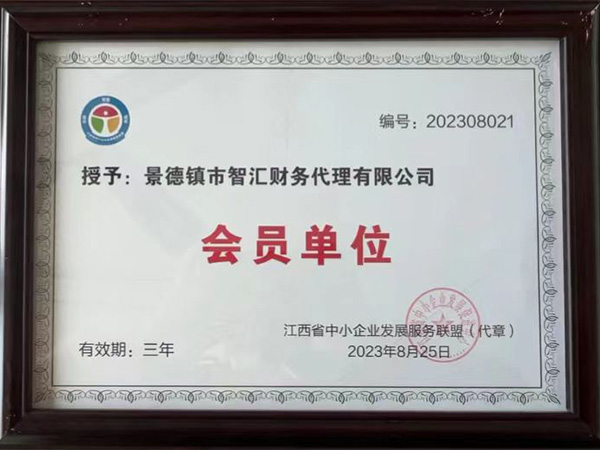 编号：202308021
授予：景德镇市智汇财务代理有限公司
会员单位
江西省中小企业发展服务联盟（代章）
有效期：三年
2023年8月25日